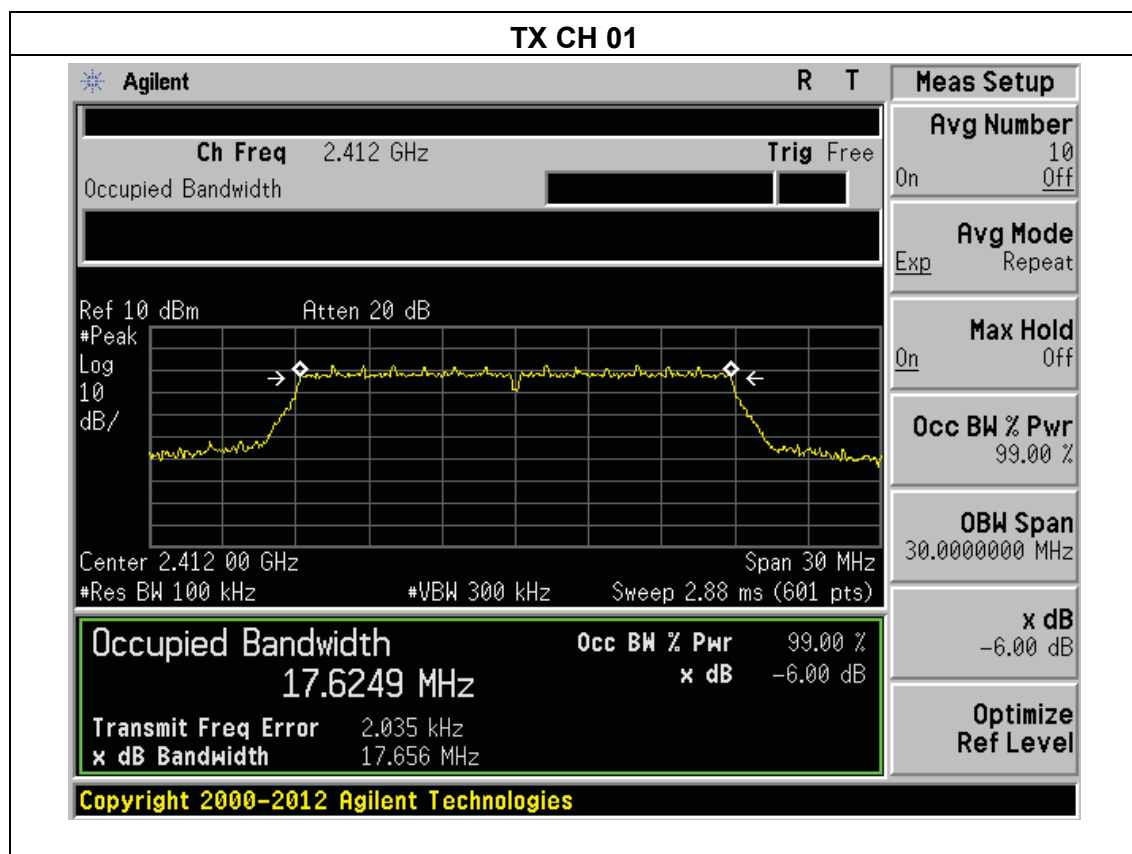 TX CH 01
Agilent R T
Meas Setup
Ch Freq 2.412 GHz Trig Free
Occupied Bandwidth
Avg Number
10
On Off
Avg Mode
Exp Repeat
Max Hold
On Off
Occ BW % Pwr
99.00 %
OBW Span
30.0000000 MHz
x dB
-6.00 dB
Optimize
Ref Level
Ref 10 dBm Atten 20 dB
#Peak
Log
10
dB/
Center 2.412 00 GHz Span 30 MHz
#Res BW 100 kHz #VBW 300 kHz Sweep 2.88 ms (601 pts)
Occupied Bandwidth Occ BW % Pwr 99.00 %
17.6249 MHz x dB -6.00 dB
Transmit Freq Error 2.035 kHz
x dB Bandwidth 17.656 MHz
Copyright 2000-2012 Agilent Technologies